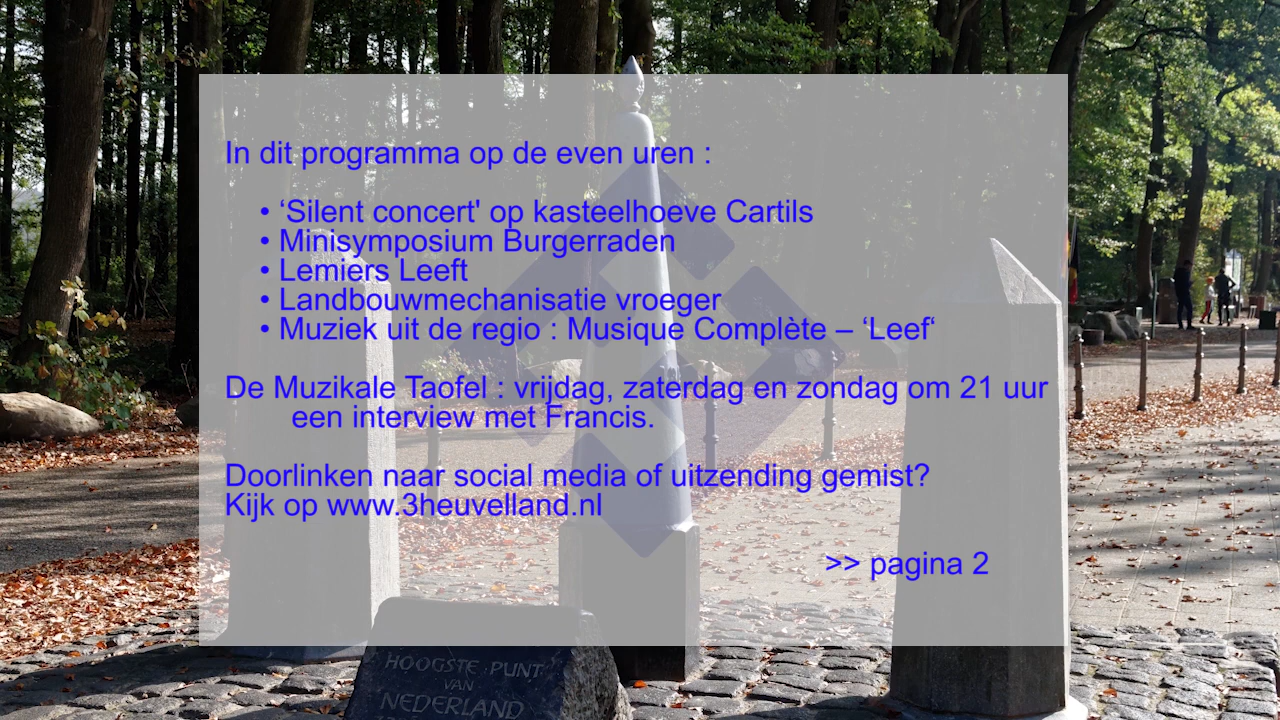 In dit programma op de even uren :
• ‘Silent concert' op kasteelhoeve Cartils
• Minisymposium Burgerraden
• Lemiers Leeft
• Landbouwmechanisatie vroeger
• Muziek uit de regio : Musique Complète – ‘Leef‘
De Muzikale Taofel : vrijdag, zaterdag en zondag om 21 uur
een interview met Francis.
Doorlinken naar social media of uitzending gemist?
Kijk op www.3heuvelland.nl
>> pagina 2
HOOGSTE PUNT
VAN
NEDERLAND